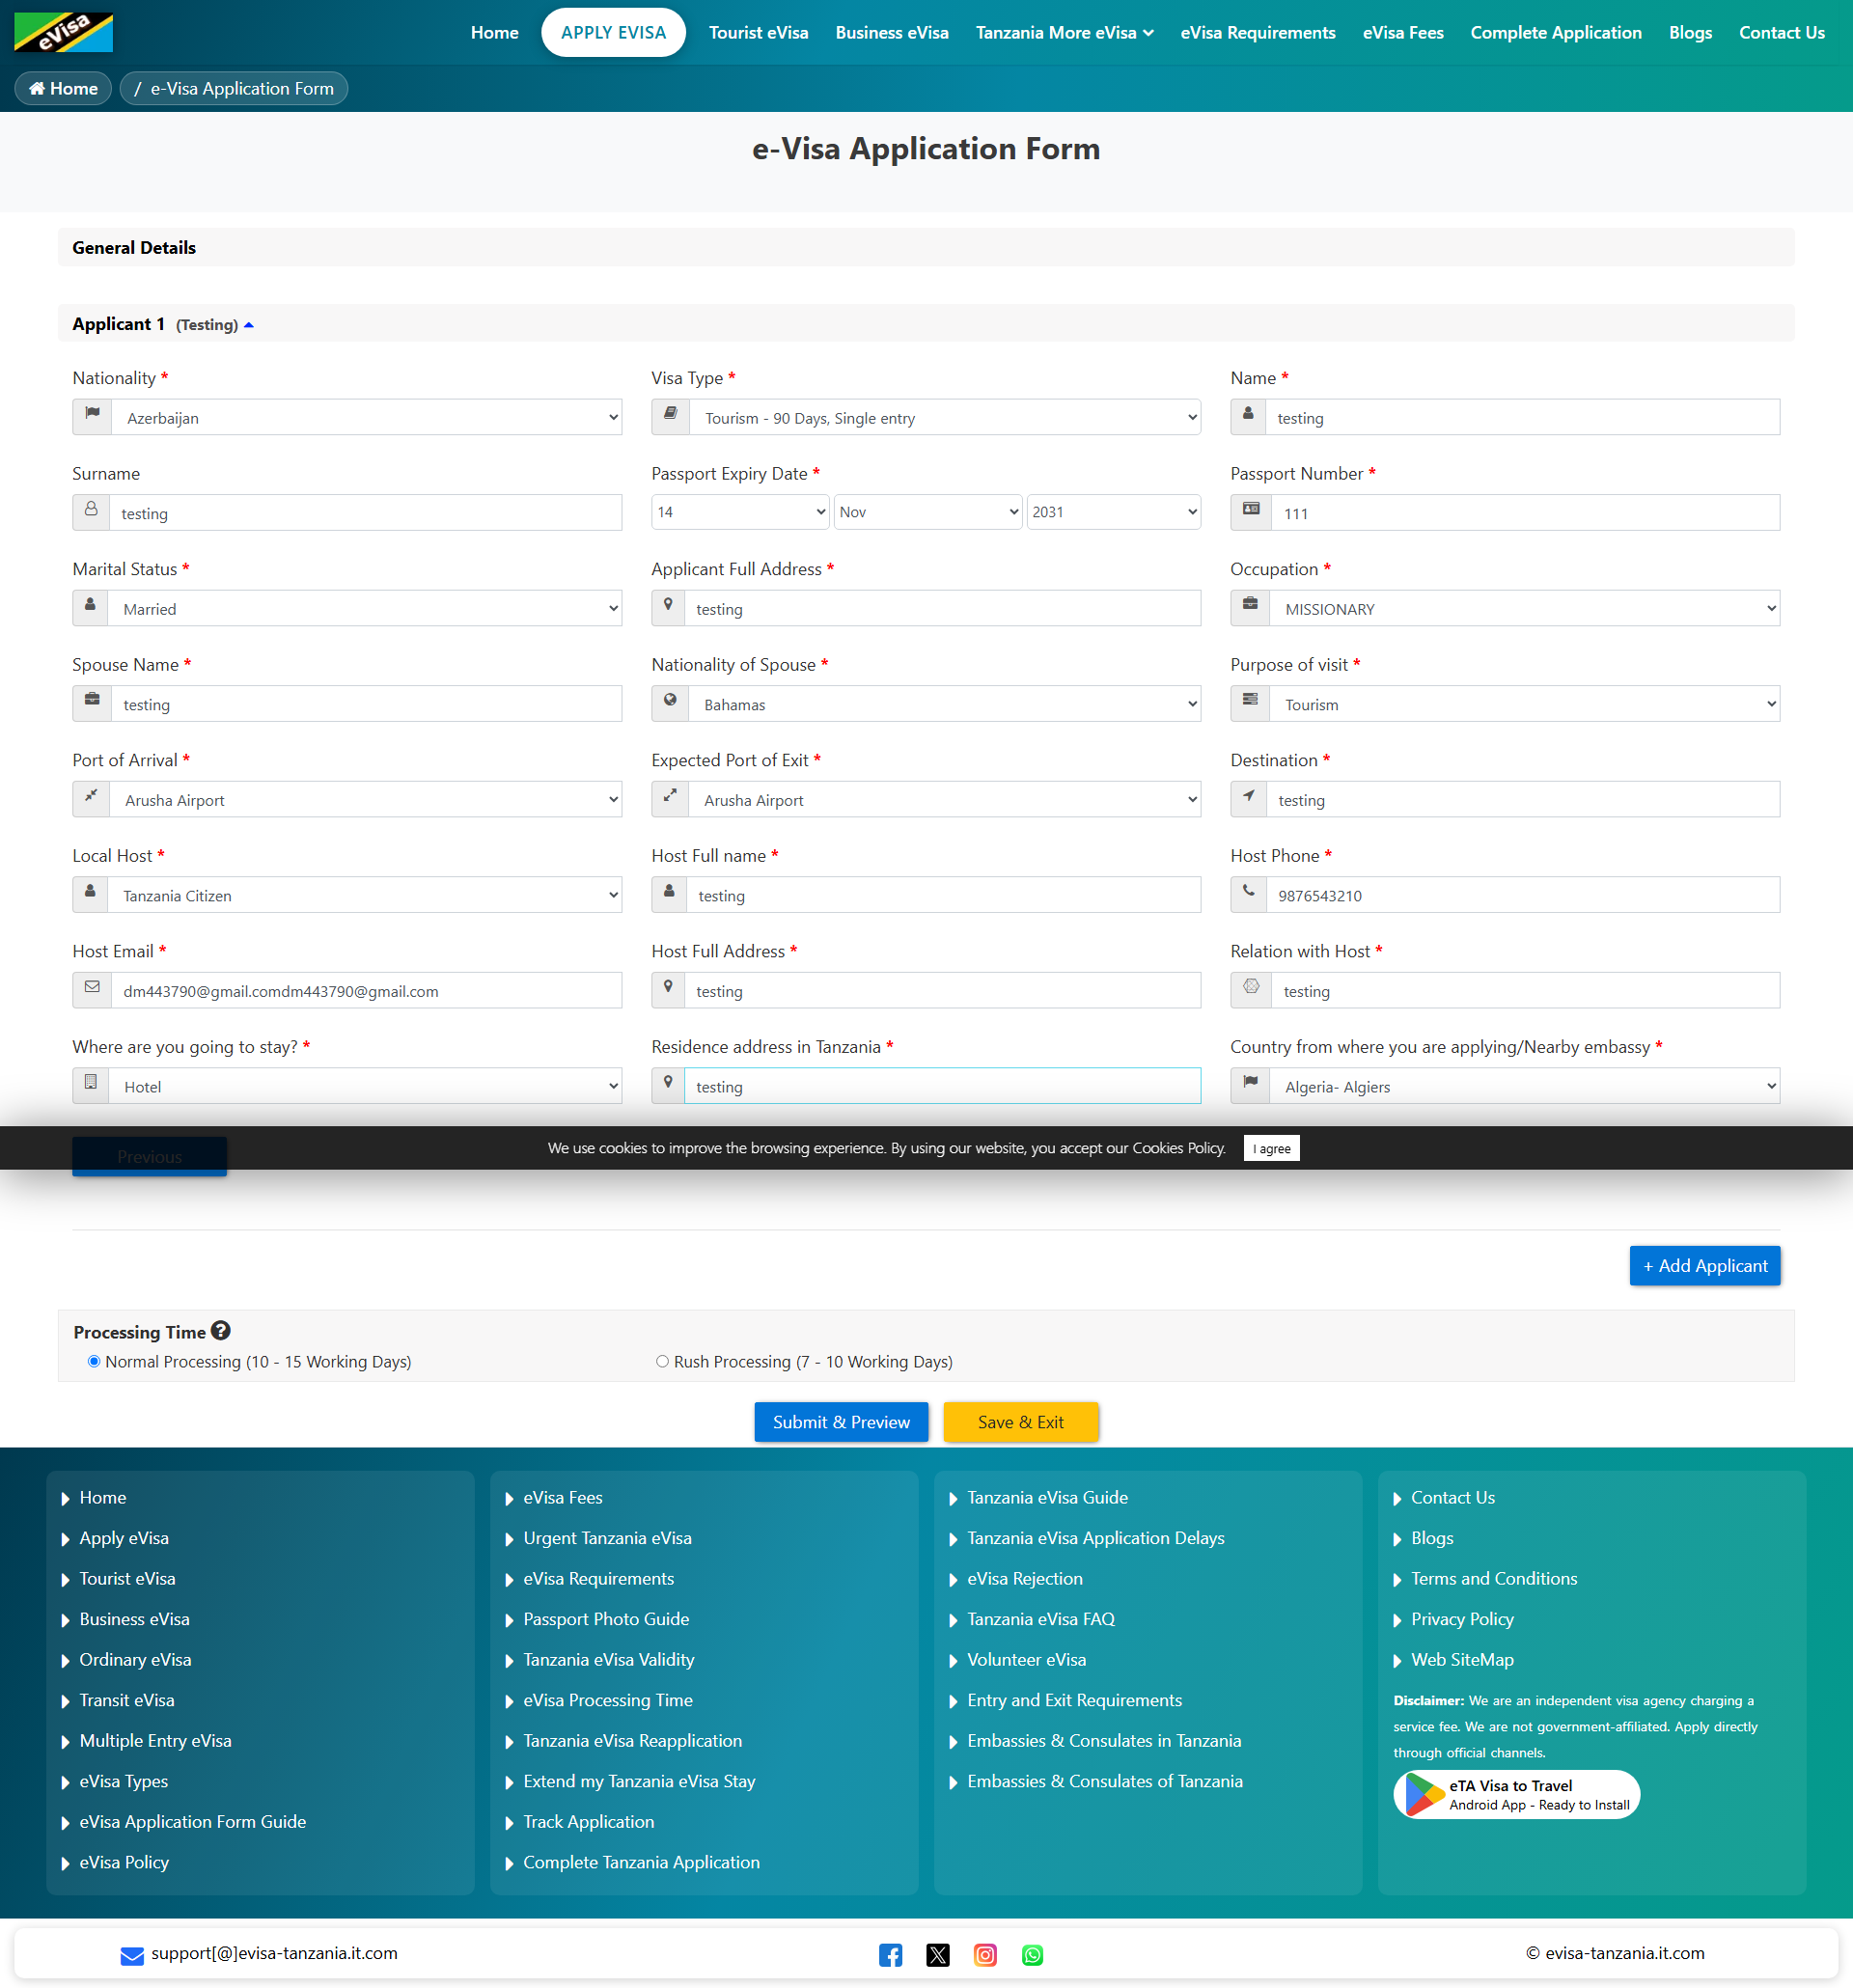 eVisa
Home
APPLY EVISA
Tourist eVisa
Business eVisa
Tanzania More eVisa
eVisa Requirements
eVisa Fees
Complete Application
Blogs
Contact Us
Home
/ e-Visa Application Form
e-Visa Application Form
General Details
Applicant 1 (Testing)
Nationality *
Visa Type *
Name *
Azerbaijan
Tourism - 90 Days, Single entry
testing
Surname
Passport Expiry Date *
Passport Number *
testing
14
Nov
2031
111
Marital Status *
Applicant Full Address *
Occupation *
Married
testing
MISSIONARY
Spouse Name *
Nationality of Spouse *
Purpose of visit *
testing
Bahamas
Tourism
Port of Arrival *
Expected Port of Exit *
Destination *
Arusha Airport
Arusha Airport
testing
Local Host *
Host Full name *
Host Phone *
Tanzania Citizen
testing
9876543210
Host Email *
Host Full Address *
Relation with Host *
dm443790@gmail.comdm443790@gmail.com
testing
testing
Where are you going to stay? *
Residence address in Tanzania *
Country from where you are applying/Nearby embassy *
Hotel
testing
Algeria- Algiers
Previous
We use cookies to improve the browsing experience. By using our website, you accept our Cookies Policy.
I agree
+ Add Applicant
Processing Time
Normal Processing (10 - 15 Working Days)
Rush Processing (7 - 10 Working Days)
Submit & Preview
Save & Exit
Home
Apply eVisa
Tourist eVisa
Business eVisa
Ordinary eVisa
Transit eVisa
Multiple Entry eVisa
eVisa Types
eVisa Application Form Guide
eVisa Policy
eVisa Fees
Urgent Tanzania eVisa
eVisa Requirements
Passport Photo Guide
Tanzania eVisa Validity
eVisa Processing Time
Tanzania eVisa Reapplication
Extend my Tanzania eVisa Stay
Track Application
Complete Tanzania Application
Tanzania eVisa Guide
Tanzania eVisa Application Delays
eVisa Rejection
Tanzania eVisa FAQ
Volunteer eVisa
Entry and Exit Requirements
Embassies & Consulates in Tanzania
Embassies & Consulates of Tanzania
Contact Us
Blogs
Terms and Conditions
Privacy Policy
Web SiteMap
Disclaimer: We are an independent visa agency charging a
service fee. We are not government-affiliated. Apply directly
through official channels.
eTA Visa to Travel
Android App - Ready to Install
support[@]evisa-tanzania.it.com
© evisa-tanzania.it.com